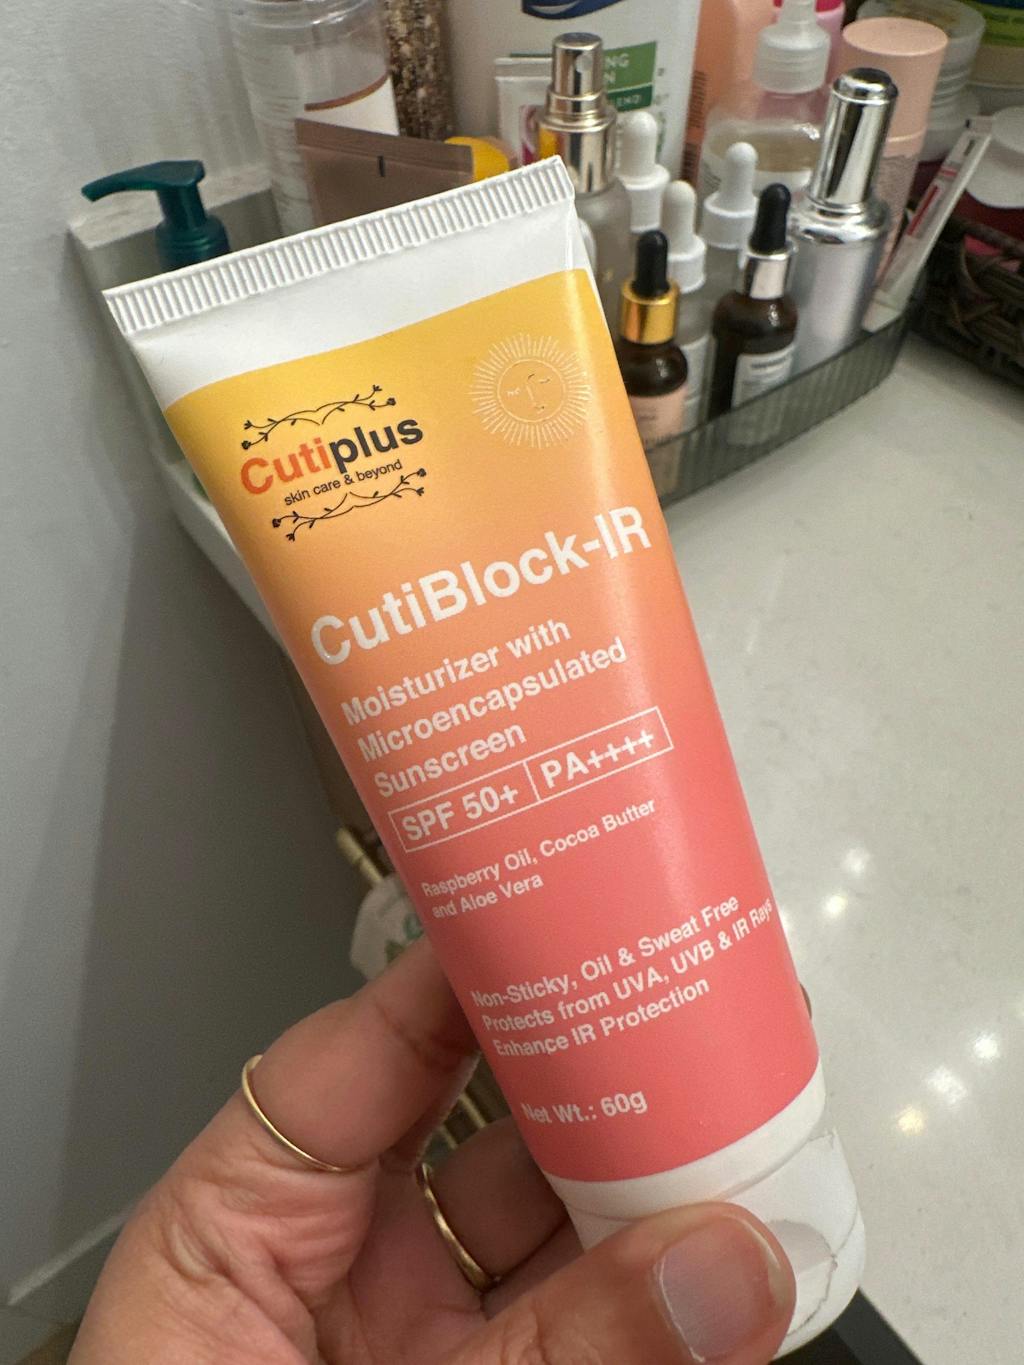 Cutiplus
skin care & beyond
CutiBlock-IR
Moisturizer with
Microencapsulated
Sunscreen
SPF 50+ PA++++
Raspberry Oil, Cocoa Butter
and Aloe Vera
Non-Sticky, Oil & Sweat Free
Protects from UVA, UVB & IR Rays
Enhance IR Protection
Net Wt.: 60g